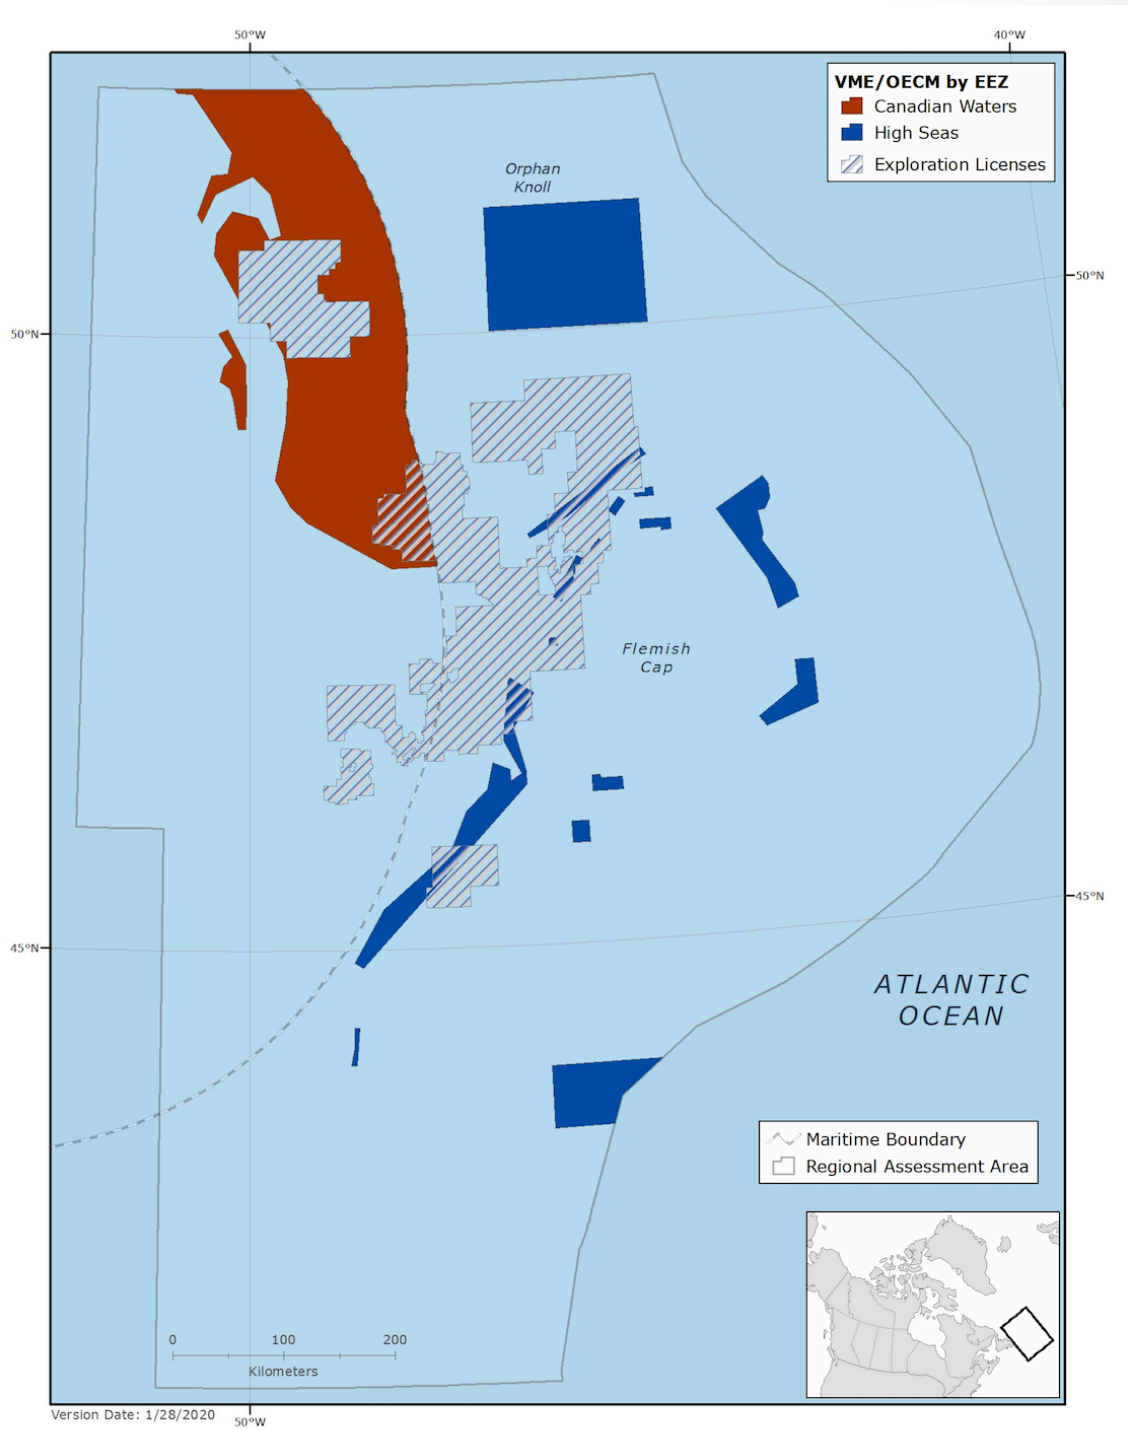 50°W
40°W
VME/OECM by EEZ
Canadian Waters
High Seas
Exploration Licenses
Orphan
Knoll
50°N
50°N
Flemish
Cap
45°N
45°N
ATLANTIC
OCEAN
Maritime Boundary
Regional Assessment Area
0 100 200
Kilometers
Version Date: 1/28/2020
50°W